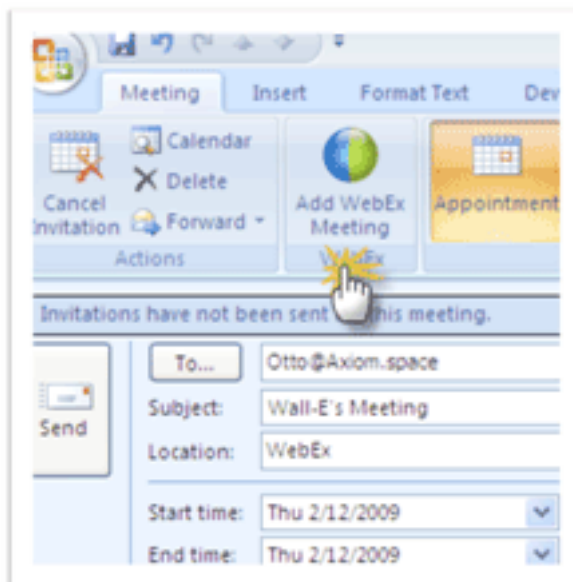 Meeting Insert Format Text Dev
Calendar
Delete
Forward
Cancel
Invitation
Add WebEx
Meeting
Appointment
Actions
WebEx
Invitations have not been sent this meeting.
To... Otto@Axiom.space
Send
Subject: Wall-E's Meeting
Location: WebEx
Start time: Thu 2/12/2009
End time: Thu 2/12/2009